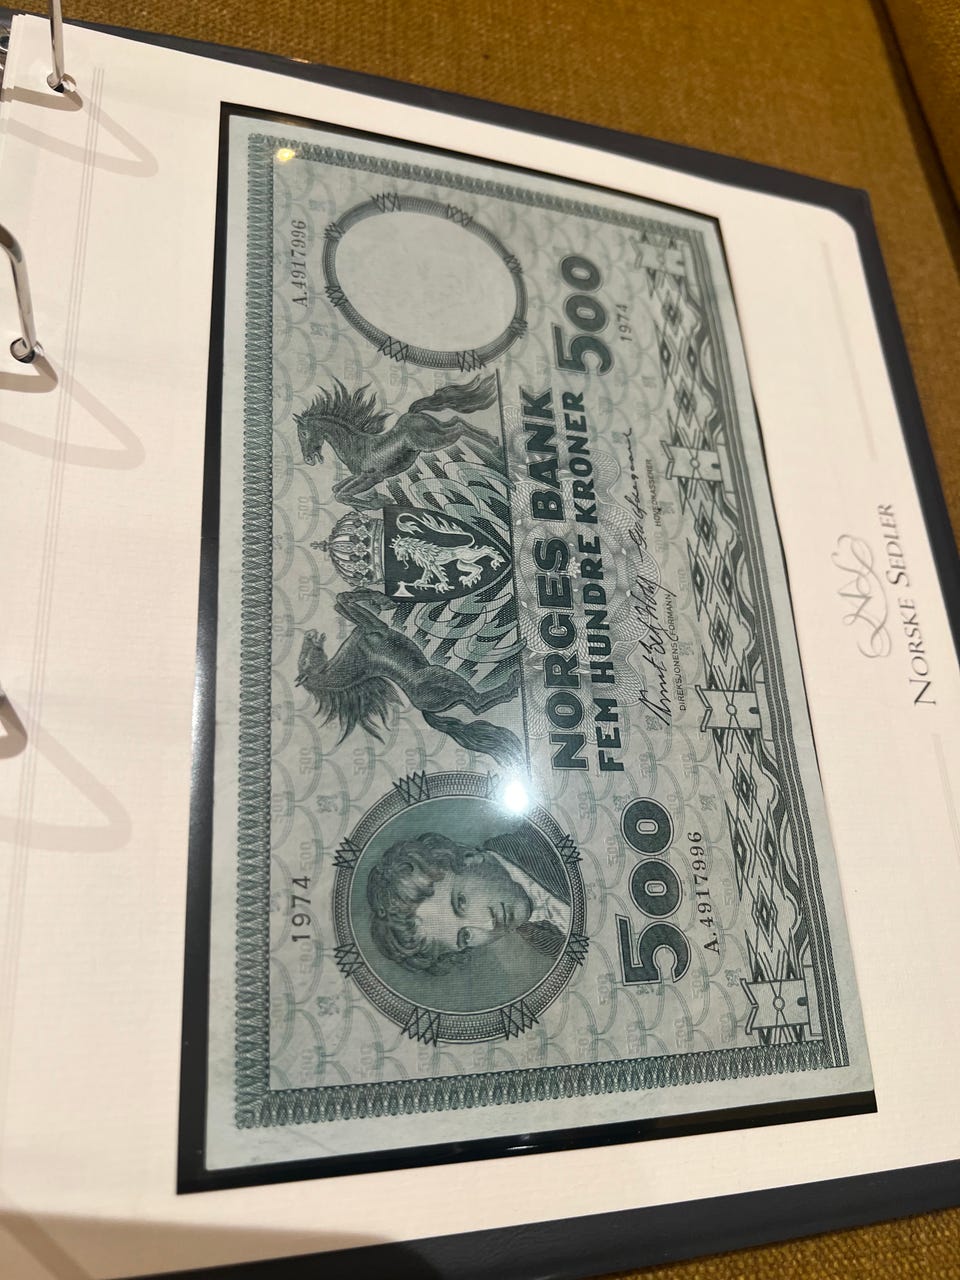 A.4917996
1974
NORGES BANK
FEM HUNDRE KRONER
500
500
A.4917996
1974
DIREKSJONENS FORMANN
HOVEDKASSERER
NORSKE SEDLER